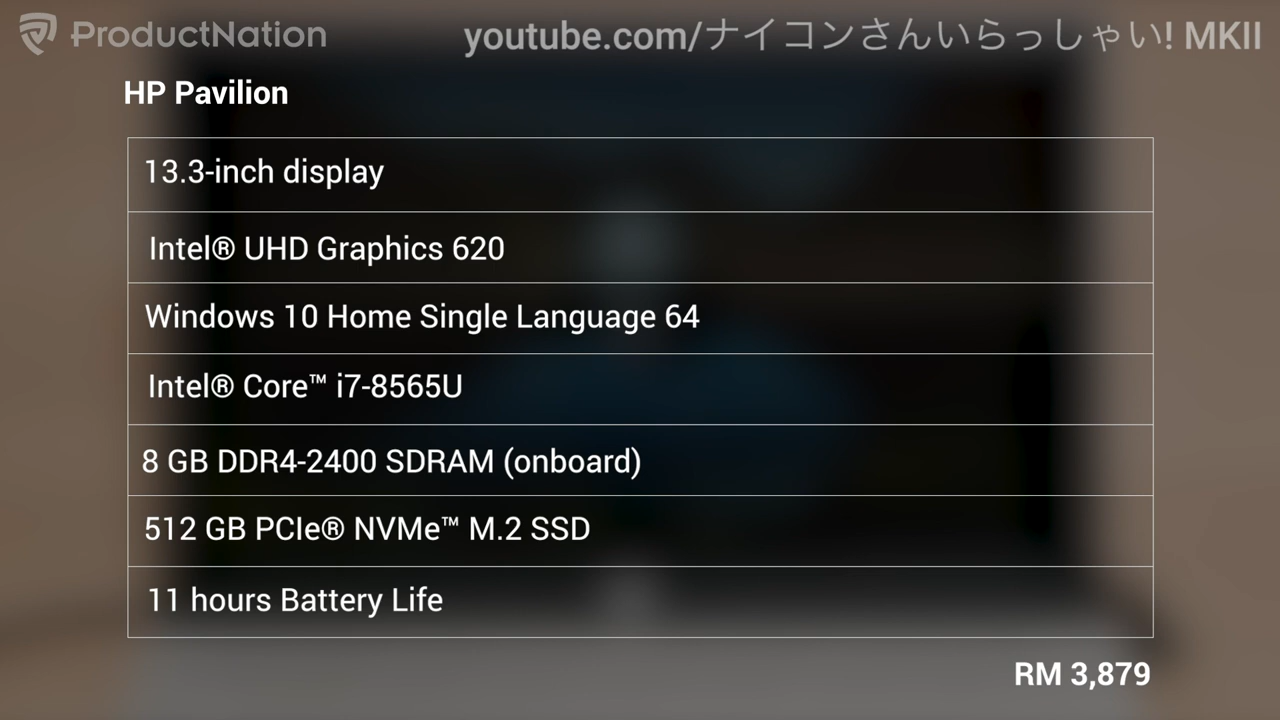 ProductNation
youtube.com/ナイコンさんいらっしゃい! MKII
HP Pavilion
13.3-inch display
Intel® UHD Graphics 620
Windows 10 Home Single Language 64
Intel® Core™ i7-8565U
8 GB DDR4-2400 SDRAM (onboard)
512 GB PCIe® NVMe™ M.2 SSD
11 hours Battery Life
RM 3,879